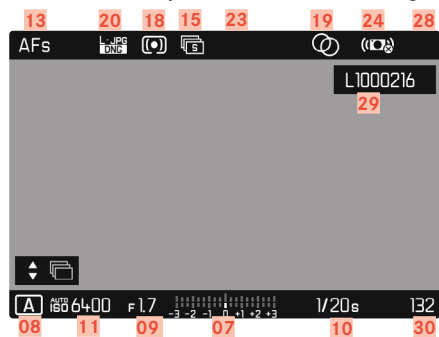 13 20 18 15 23 19 24 28
AFs L-JPG DNG S
L1000216
29
A AUTO ISO 6400 F 1.7 -3 -2 -1 0 +1 +2 +3 1/20s 132
08 11 09 07 10 30